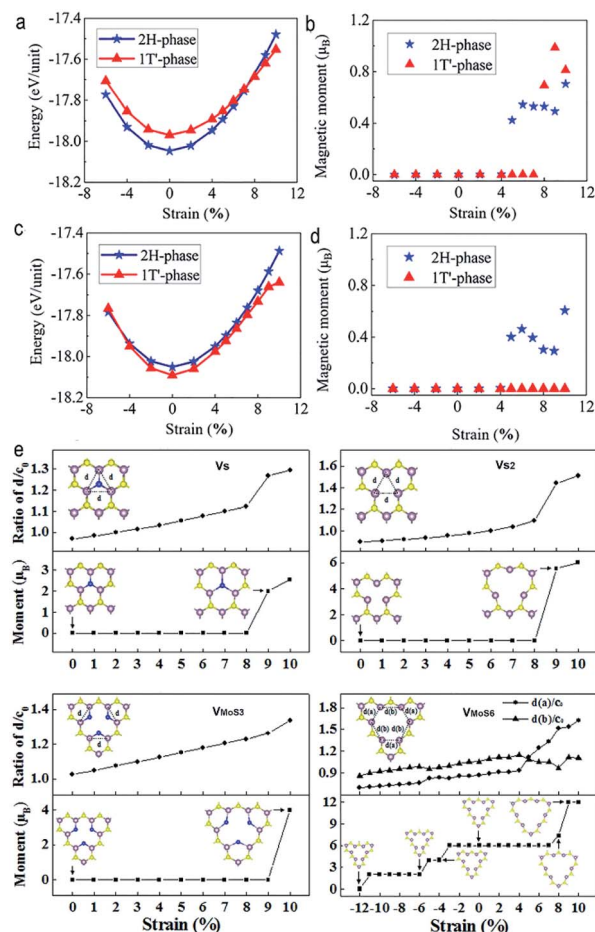 a
-17.4
-17.6
-17.8
-18.0
-18.2
Energy (eV/unit)
2H-phase
1T'-phase
-8 -4 0 4 8 12
Strain (%)
b
1.2
0.8
0.4
0.0
Magnetic moment (μB)
2H-phase
1T'-phase
-8 -4 0 4 8 12
Strain (%)
c
-17.4
-17.6
-17.8
-18.0
-18.2
Energy (eV/unit)
2H-phase
1T'-phase
-8 -4 0 4 8 12
Strain (%)
d
1.2
0.8
0.4
0.0
Magnetic moment (μB)
2H-phase
1T'-phase
-8 -4 0 4 8 12
Strain (%)
e
Ratio of d/c0
1.3
1.2
1.1
1.0
d d
d
Vs
Moment (μB)
3
2
1
0
0 1 2 3 4 5 6 7 8 9 10
1.6
1.4
1.2
1.0
d d
d
Vs2
6
4
2
0
0 1 2 3 4 5 6 7 8 9 10
Ratio of d/c0
1.4
1.2
1.0
d d
d
VMoS3
Moment (μB)
4
3
2
1
0
0 1 2 3 4 5 6 7 8 9 10
Strain (%)
1.8
1.5
1.2
0.9
d(b)
d(a) d(a)
d(b) d(b)
d(a)
d(a)/c0
d(b)/c0
VMoS6
12
9
6
3
0
-12 -10 -8 -6 -4 -2 0 2 4 6 8 10
Strain (%)